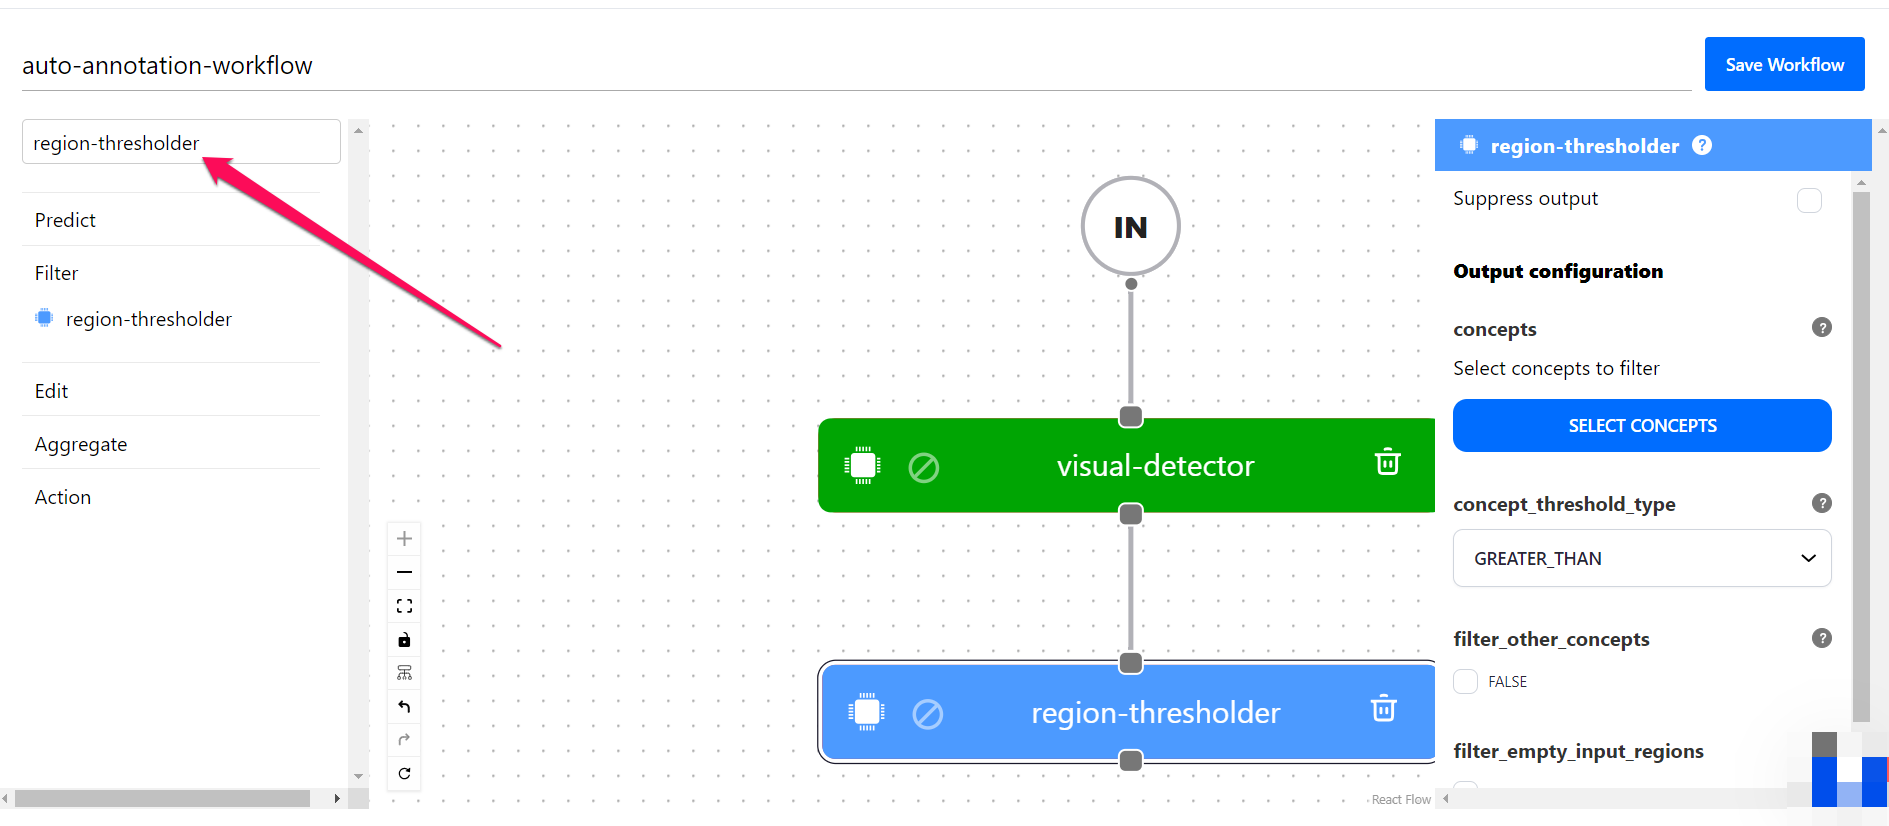 auto-annotation-workflow
Save Workflow
region-thresholder
Predict
Filter
region-thresholder
Edit
Aggregate
Action
IN
visual-detector
region-thresholder
React Flow
region-thresholder ?
Suppress output
Output configuration
concepts ?
Select concepts to filter
SELECT CONCEPTS
concept_threshold_type ?
GREATER_THAN
filter_other_concepts ?
FALSE
filter_empty_input_regions